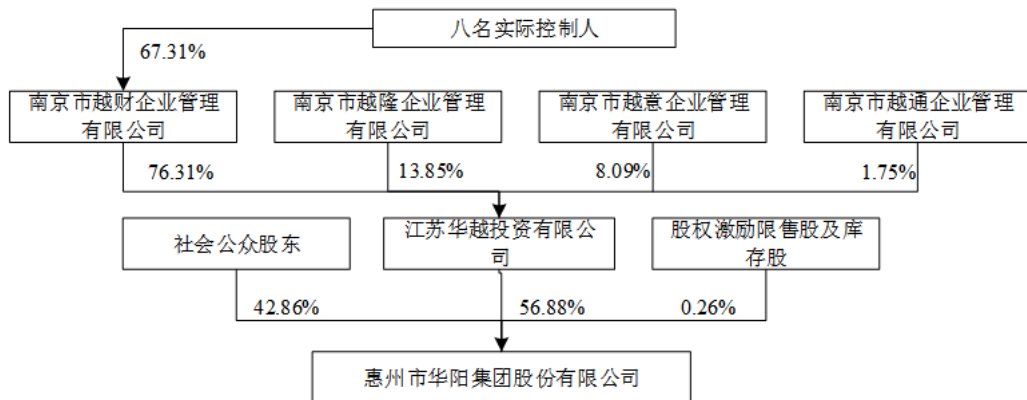 八名实际控制人
67.31%
南京市越财企业管理
有限公司
南京市越隆企业管理
有限公司
南京市越意企业管理
有限公司
南京市越通企业管理
有限公司
76.31%
13.85%
8.09%
1.75%
社会公众股东
江苏华越投资有限公
司
股权激励限售股及库
存股
42.86%
56.88%
0.26%
惠州市华阳集团股份有限公司